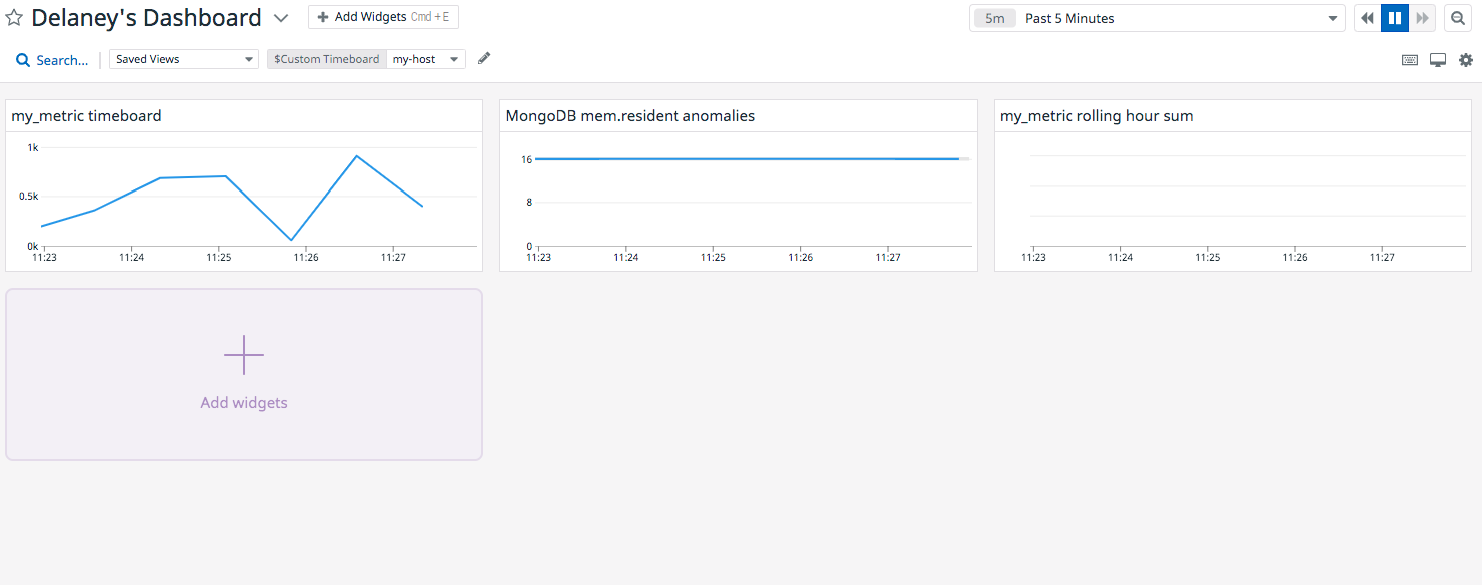 Delaney's Dashboard
+ Add Widgets Cmd + E
5m Past 5 Minutes
Search...
Saved Views
$Custom Timeboard my-host
my_metric timeboard
1k
0.5k
0k
11:23 11:24 11:25 11:26 11:27
MongoDB mem.resident anomalies
16
8
0
11:23 11:24 11:25 11:26 11:27
my_metric rolling hour sum
11:23 11:24 11:25 11:26 11:27
Add widgets